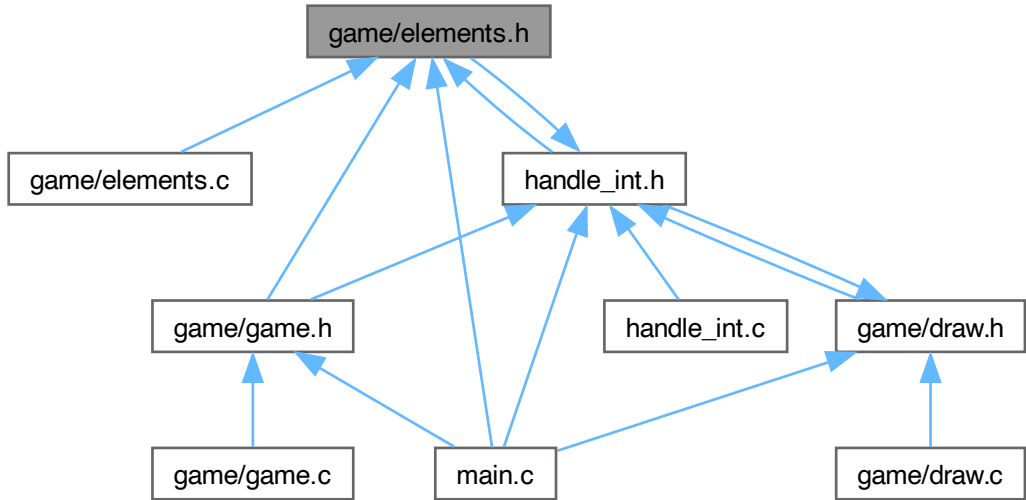 game/elements.h
game/elements.c
handle_int.h
game/game.h
handle_int.c
game/draw.h
game/game.c
main.c
game/draw.c